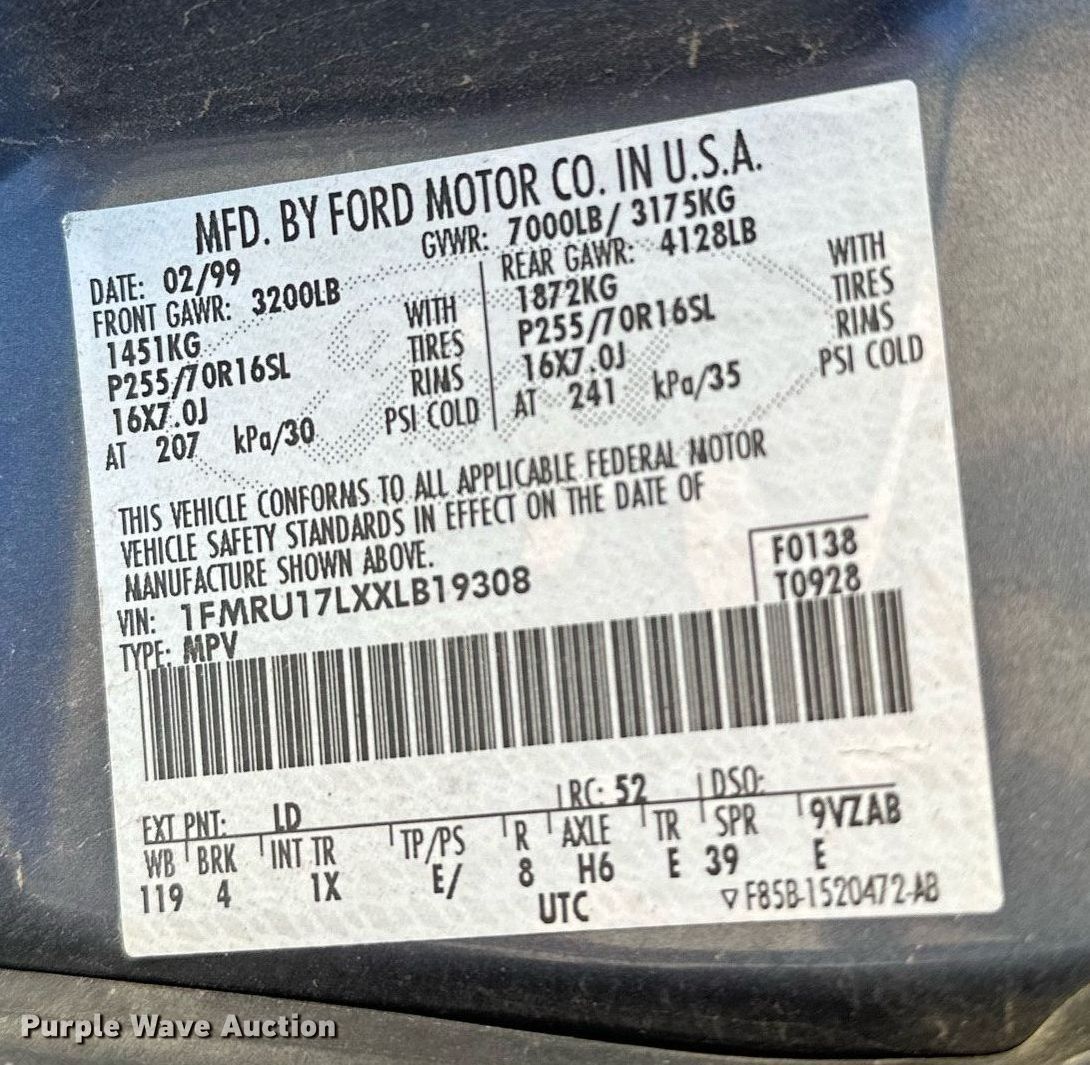 MFD. BY FORD MOTOR CO. IN U.S.A.
DATE: 02/99 GVWR: 7000LB/ 3175KG
FRONT GAWR: 3200LB REAR GAWR: 4128LB
1451KG WITH 1872KG WITH
P255/70R16SL TIRES P255/70R16SL TIRES
16X7.0J RIMS 16X7.0J RIMS
AT 207 kPa/30 PSI COLD AT 241 kPa/35 PSI COLD
THIS VEHICLE CONFORMS TO ALL APPLICABLE FEDERAL MOTOR
VEHICLE SAFETY STANDARDS IN EFFECT ON THE DATE OF
MANUFACTURE SHOWN ABOVE.
VIN: 1FMRU17LXXLB19308 F0138
TYPE: MPV T0928
EXT PNT: LD RC: 52 DSO:
WB BRK INT TR TP/PS R AXLE TR SPR 9VZAB
119 4 1X E/ 8 H6 E 39 E
UTC ▽ F85B-1520472-AB
Purple Wave Auction